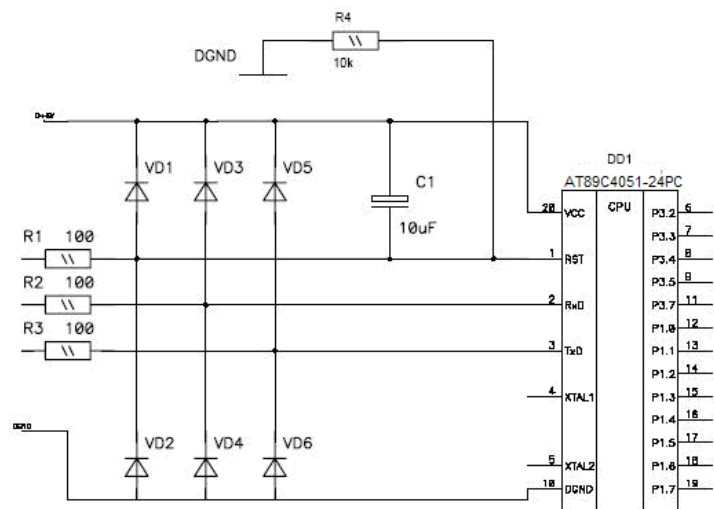 R4
DGND
10k
DD1
AT89C4051-24PC
VD1
VD3
VD5
C1
10uF
CPU
20 VCC
P3.2 6
P3.3 7
R1 100
1 RST
P3.4 8
P3.5 9
R2 100
2 RxD
P3.7 11
P1.0 12
R3 100
3 TxD
P1.1 13
P1.2 14
4 XTAL1
P1.3 15
P1.4 16
DGND
VD2
VD4
VD6
P1.5 17
5 XTAL2
P1.6 18
10 DGND
P1.7 19